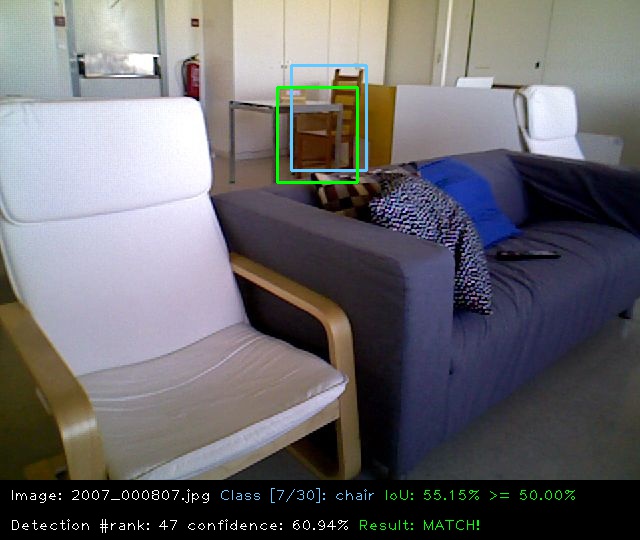 Image: 2007_000807.jpg Class [7/30]: chair IoU: 55.15% >= 50.00%
Detection #rank: 47 confidence: 60.94% Result: MATCH!